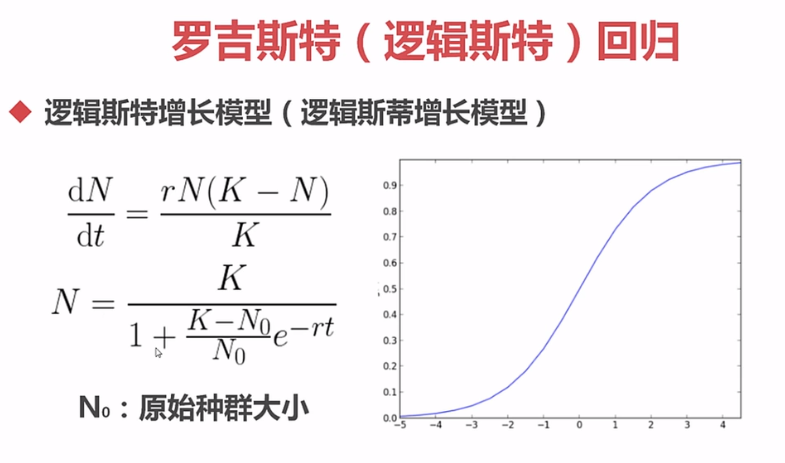 罗吉斯特（逻辑斯特）回归
逻辑斯特增长模型（逻辑斯蒂增长模型）
dN/dt = rN(K − N)/K
N = K/(1 + (K−N₀)/N₀ e^(−rt))
N₀：原始种群大小
0.9
0.8
0.7
0.6
0.5
0.4
0.3
0.2
0.1
0.0
−5 −4 −3 −2 −1 0 1 2 3 4